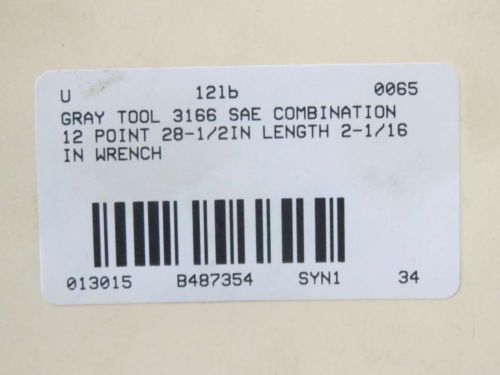 U 12lb 0065
GRAY TOOL 3166 SAE COMBINATION
12 POINT 28-1/2IN LENGTH 2-1/16
IN WRENCH
013015 B487354 SYN1 34